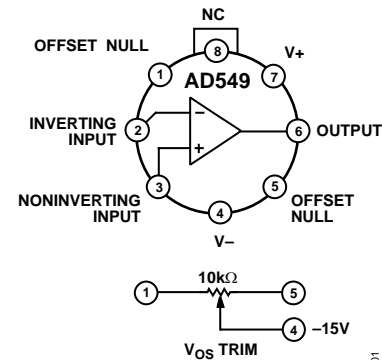 NC
OFFSET NULL
8
V+
1
AD549
7
INVERTING
INPUT
2
−
6
OUTPUT
+
NONINVERTING
INPUT
3
5
OFFSET
NULL
4
V−
10kΩ
1
5
4
−15V
VOS TRIM